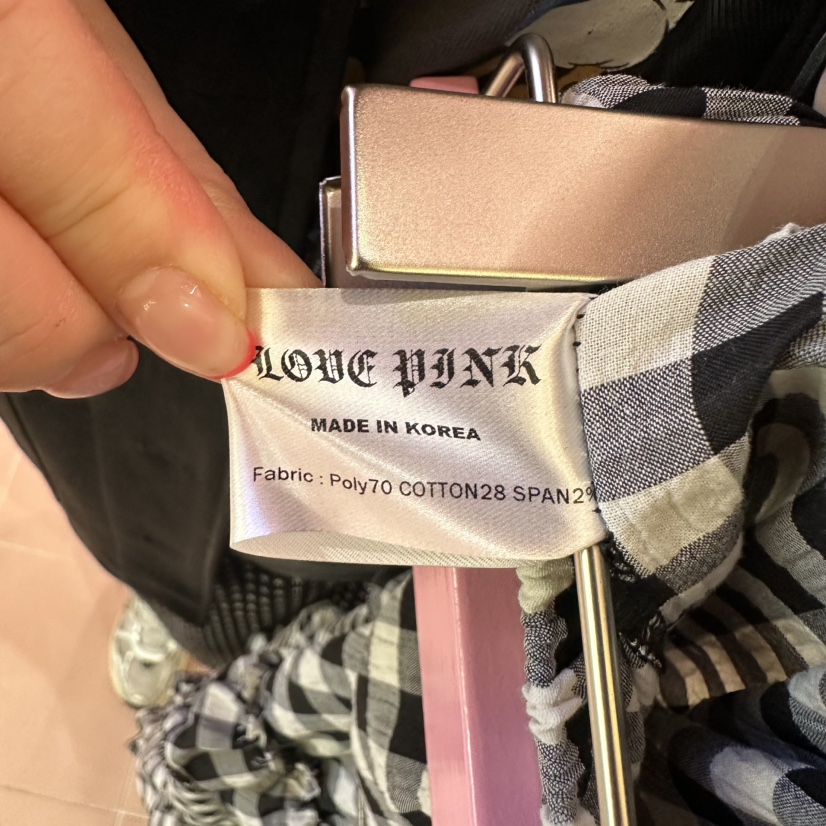 LOVE PINK
MADE IN KOREA
Fabric : Poly70 COTTON28 SPAN2%